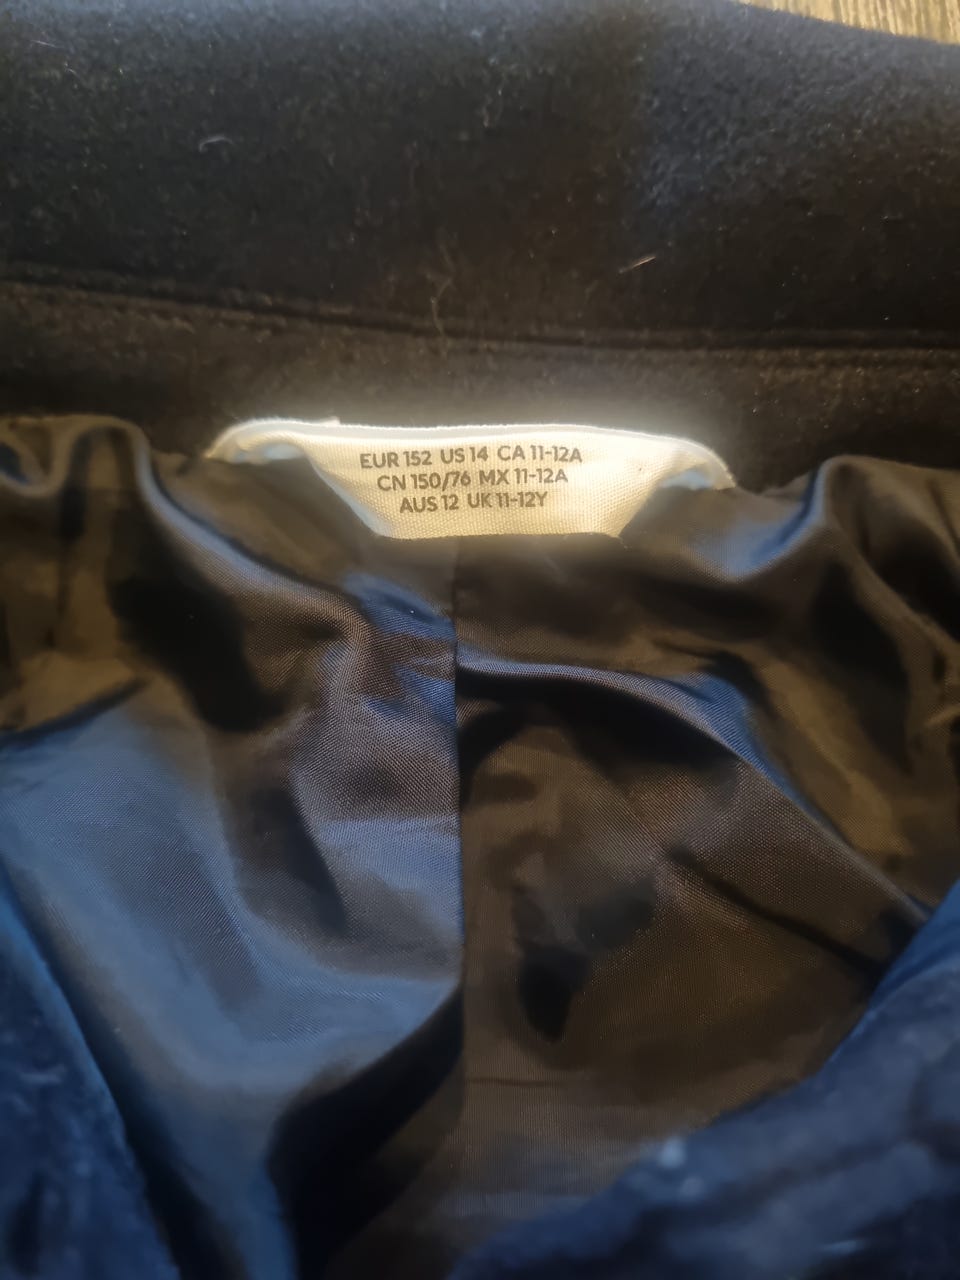 EUR 152 US 14 CA 11-12A
CN 150/76 MX 11-12A
AUS 12 UK 11-12Y